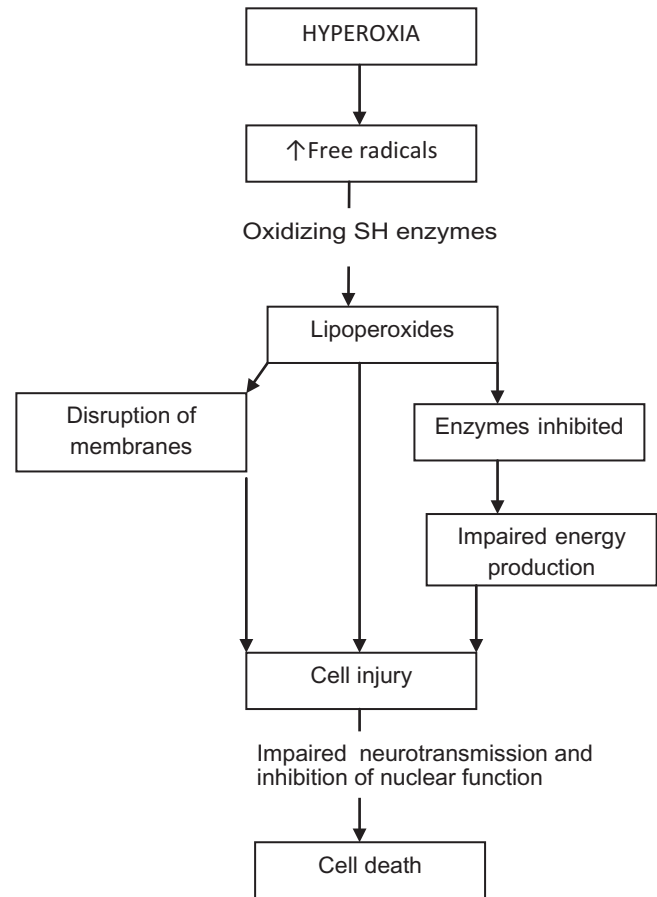 HYPEROXIA
↑Free radicals
Oxidizing SH enzymes
Lipoperoxides
Disruption of
membranes
Enzymes inhibited
Impaired energy
production
Cell injury
Impaired neurotransmission and
inhibition of nuclear function
Cell death